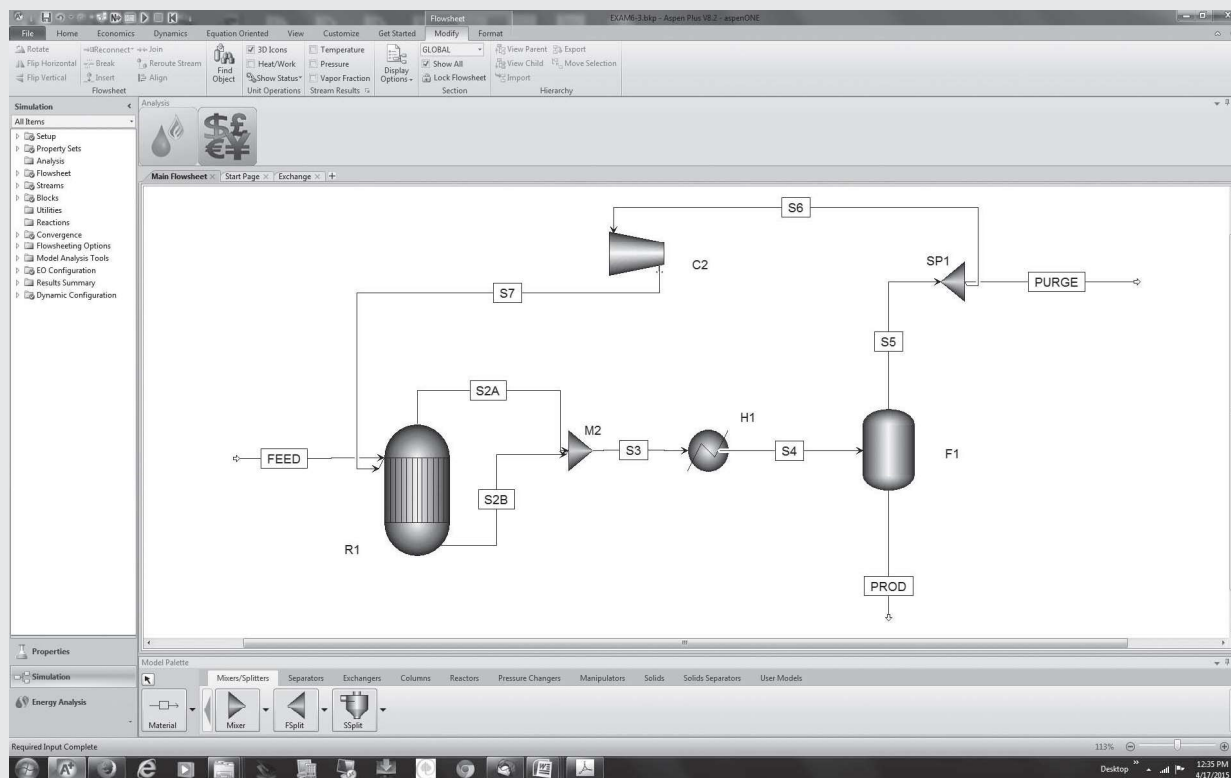 Flowsheet EXAM6-3.bkp - Aspen Plus V8.2 - aspenONE
File Home Economics Dynamics Equation Oriented View Customize Get Started Modify Format
Rotate Reconnect Join Find Object 3D Icons Temperature GLOBAL View Parent Export
Flip Horizontal Break Reroute Stream Heat/Work Pressure Display Options Show All View Child Move Selection
Flip Vertical Insert Align Show Status Vapor Fraction Lock Flowsheet Import
Flowsheet Unit Operations Stream Results Section Hierarchy
Simulation
All Items
Setup
Property Sets
Analysis
Flowsheet
Streams
Blocks
Utilities
Reactions
Convergence
Flowsheeting Options
Model Analysis Tools
EO Configuration
Results Summary
Dynamic Configuration
Properties
Simulation
Energy Analysis
Analysis
$£
€¥
Main Flowsheet Start Page Exchange +
S6
C2
SP1
S7
PURGE
S5
S2A
H1
M2
FEED
S3
S4
F1
S2B
R1
PROD
Model Palette
Mixers/Splitters Separators Exchangers Columns Reactors Pressure Changers Manipulators Solids Solids Separators User Models
Material Mixer FSplit SSplit
Required Input Complete 113%
Desktop 12:35 PM